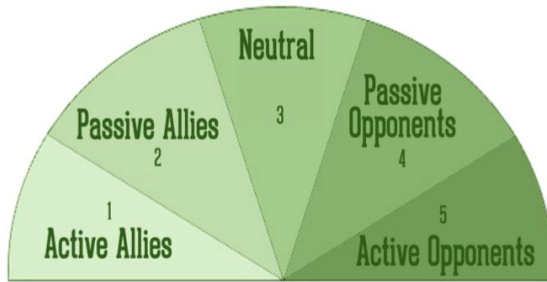 Neutral
3
Passive Allies
2
Passive
Opponents
4
1
Active Allies
5
Active Opponents